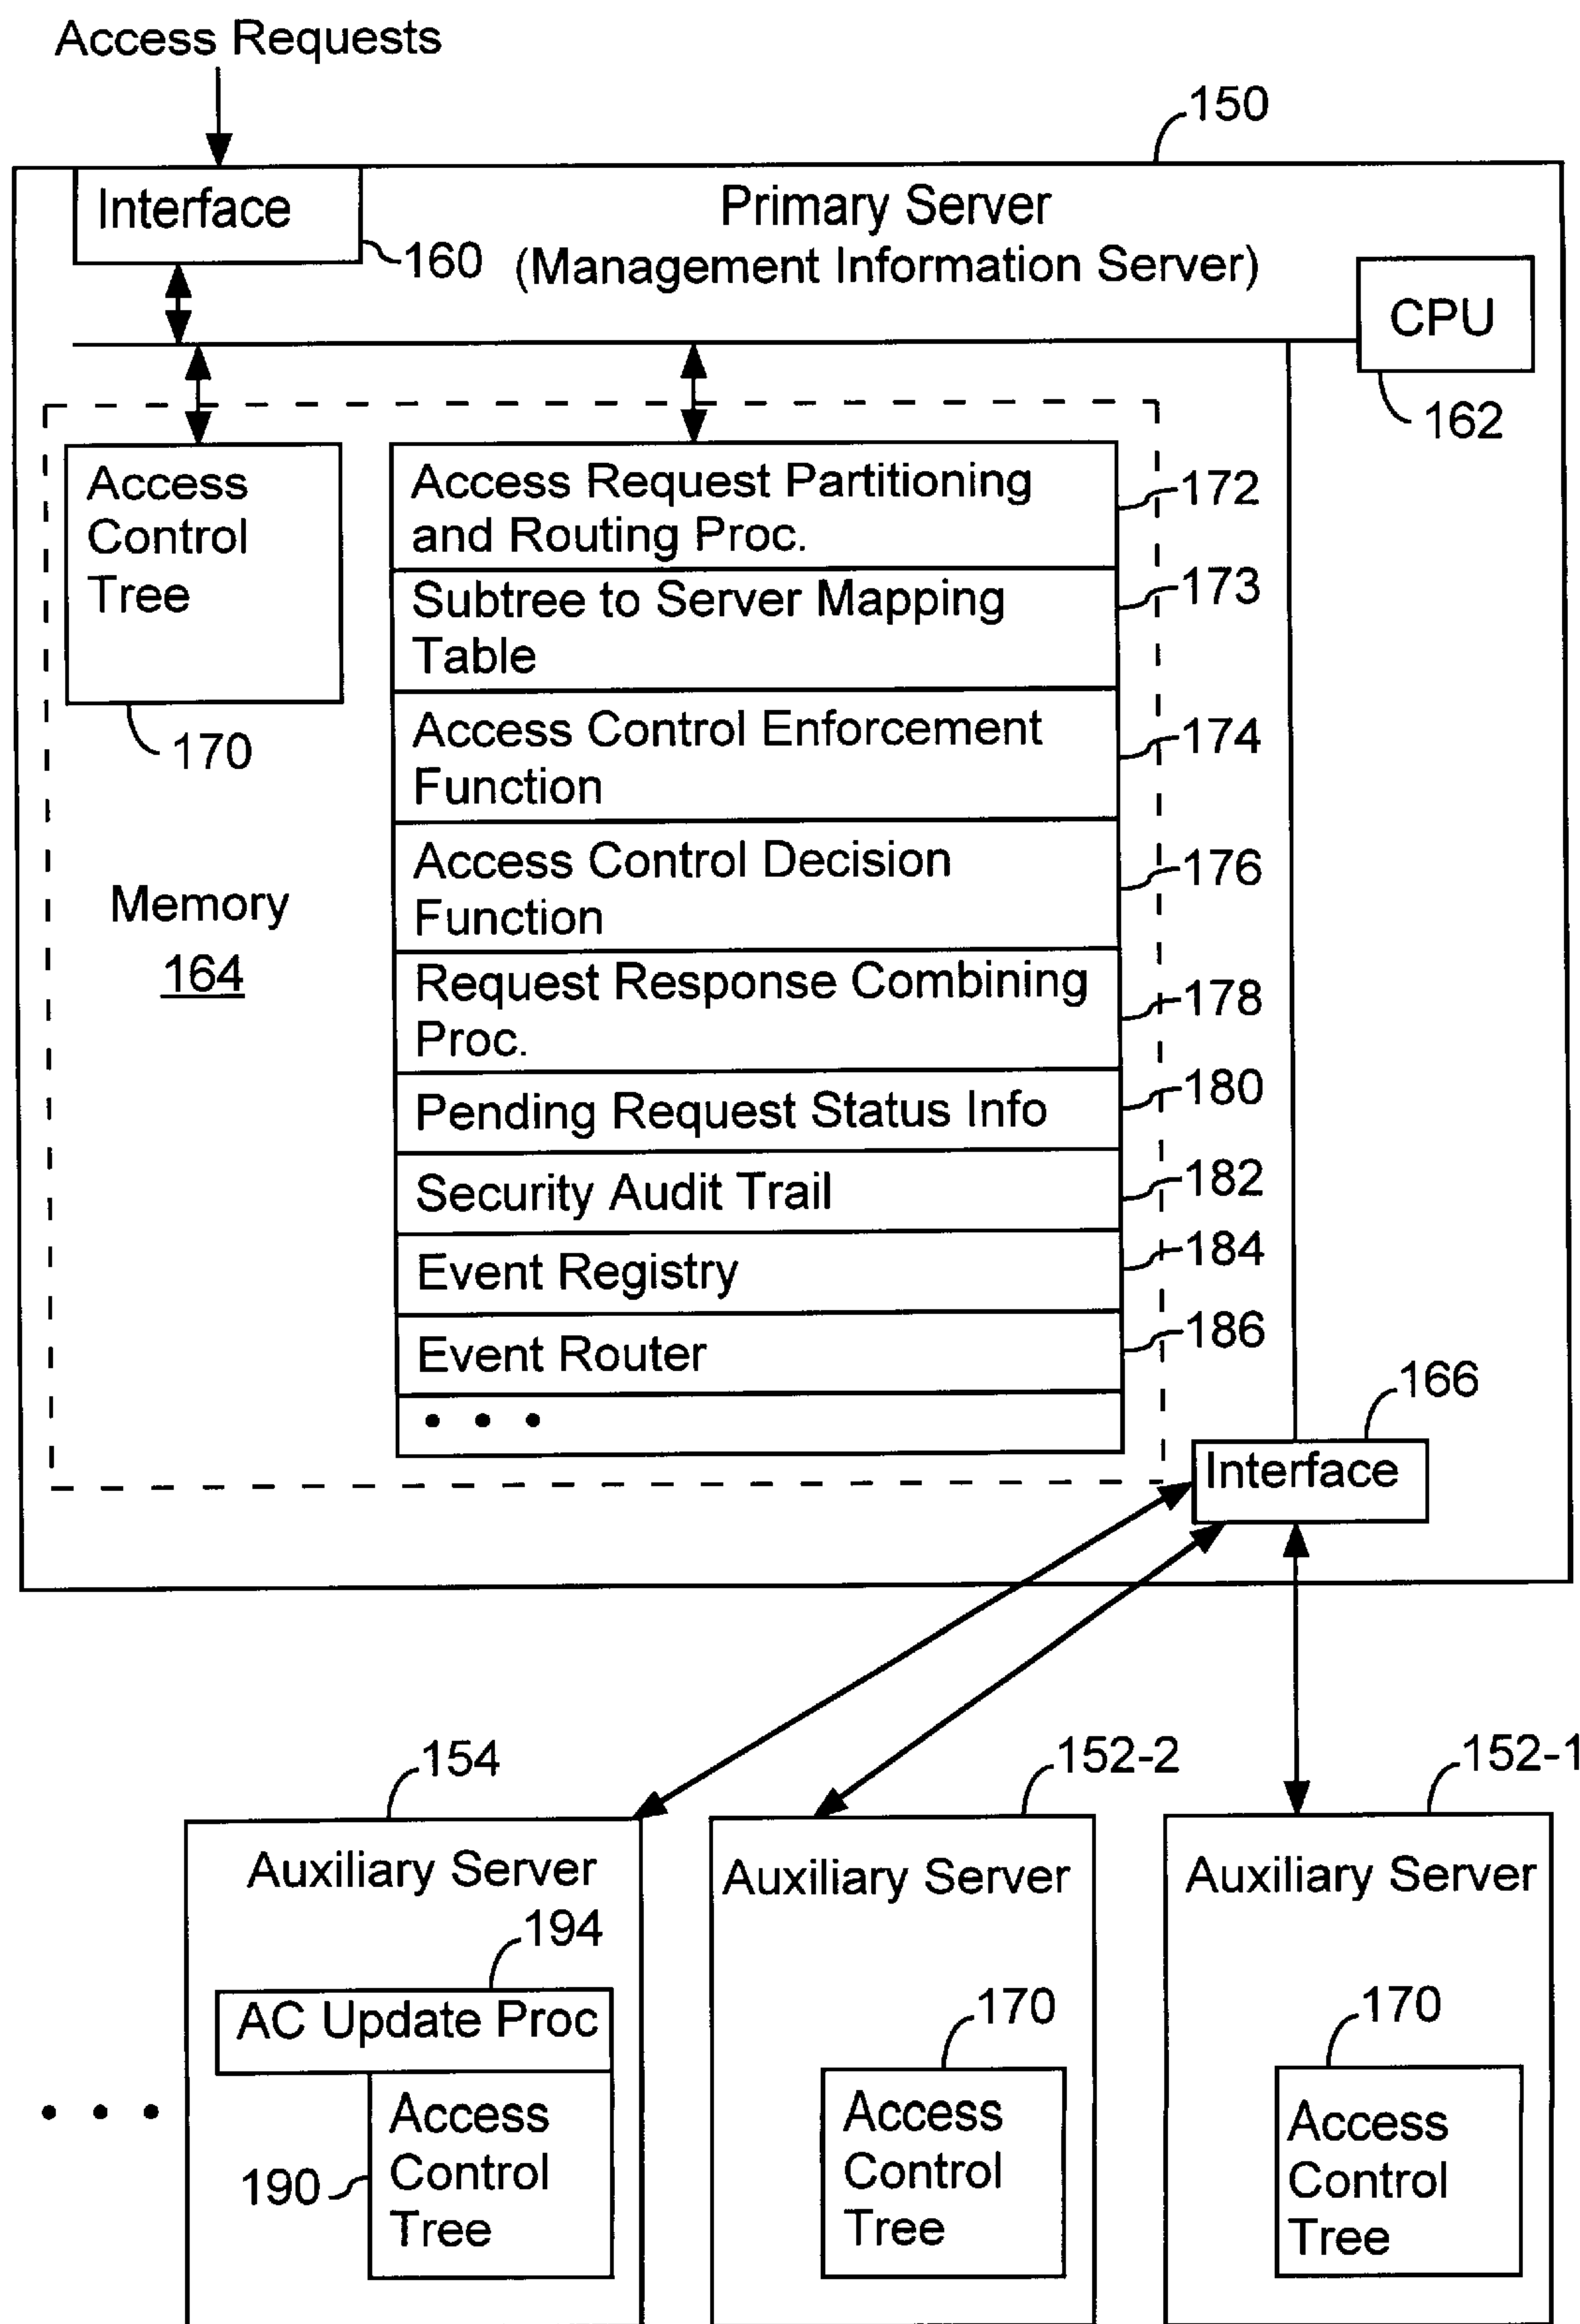 Access Requests
150
Interface
Primary Server
160
(Management Information Server)
CPU
162
Access
Control
Tree
170
Access Request Partitioning
and Routing Proc.
172
Subtree to Server Mapping
Table
173
Access Control Enforcement
Function
174
Access Control Decision
Function
176
Memory
164
Request Response Combining
Proc.
178
Pending Request Status Info
180
Security Audit Trail
182
Event Registry
184
Event Router
186
• • •
166
Interface
154
152-2
152-1
Auxiliary Server
194
AC Update Proc
Access
Control
Tree
190
Auxiliary Server
170
Access
Control
Tree
Auxiliary Server
170
Access
Control
Tree
• • •